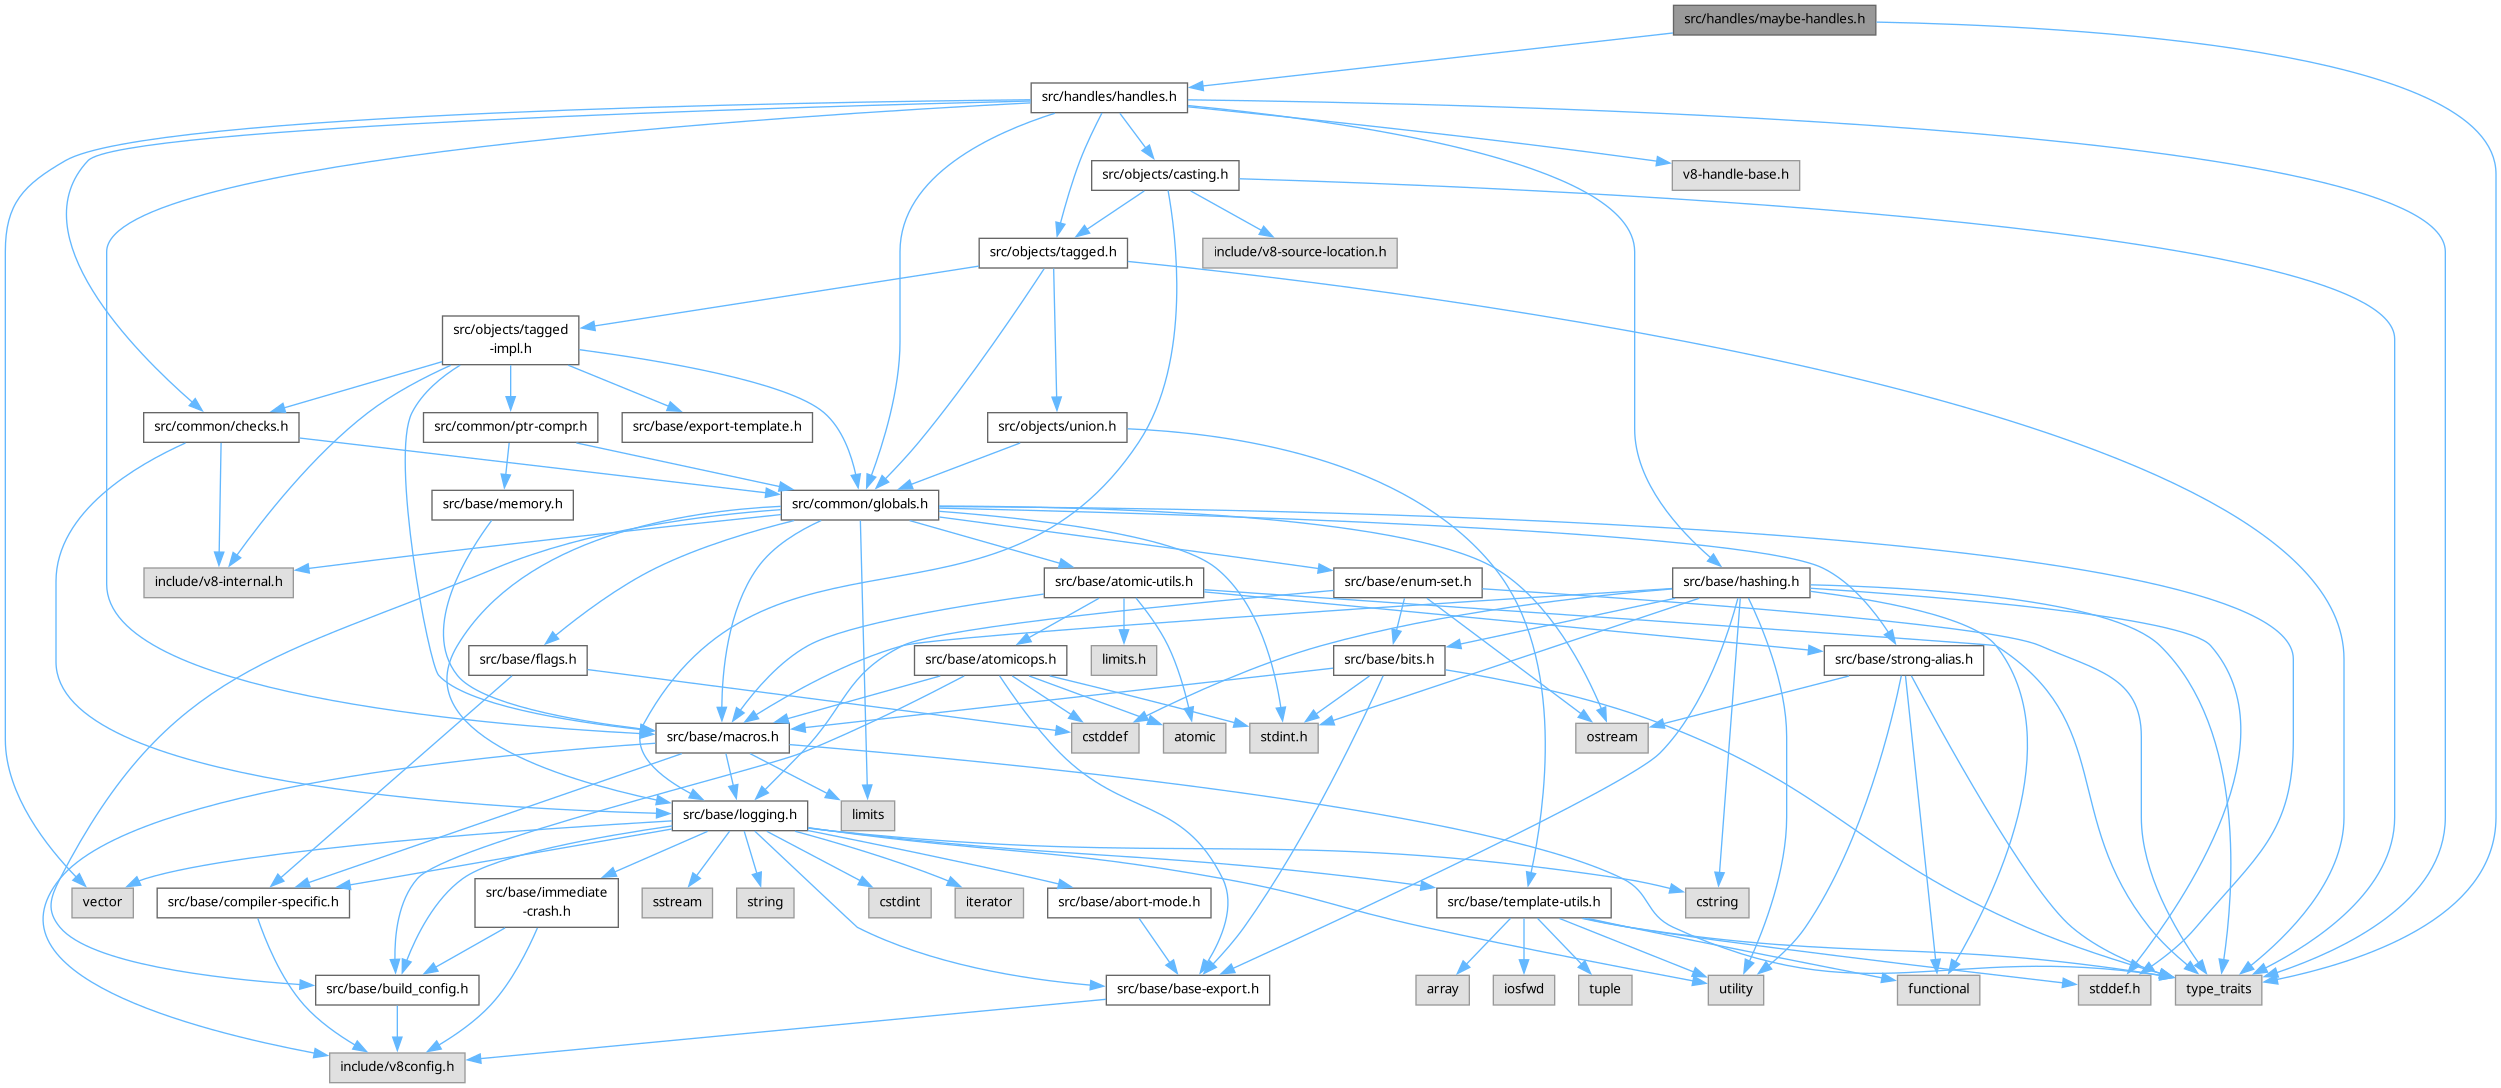 src/handles/maybe-handles.h
src/handles/handles.h
src/objects/casting.h
v8-handle-base.h
src/objects/tagged.h
include/v8-source-location.h
src/objects/tagged
-impl.h
src/common/checks.h
src/common/ptr-compr.h
src/base/export-template.h
src/objects/union.h
src/base/memory.h
src/common/globals.h
include/v8-internal.h
src/base/atomic-utils.h
src/base/enum-set.h
src/base/hashing.h
src/base/flags.h
src/base/atomicops.h
limits.h
src/base/bits.h
src/base/strong-alias.h
src/base/macros.h
cstddef
atomic
stdint.h
ostream
src/base/logging.h
limits
vector
src/base/compiler-specific.h
src/base/immediate
-crash.h
sstream
string
cstdint
iterator
src/base/abort-mode.h
src/base/template-utils.h
cstring
src/base/build_config.h
src/base/base-export.h
array
iosfwd
tuple
utility
functional
stddef.h
type_traits
include/v8config.h